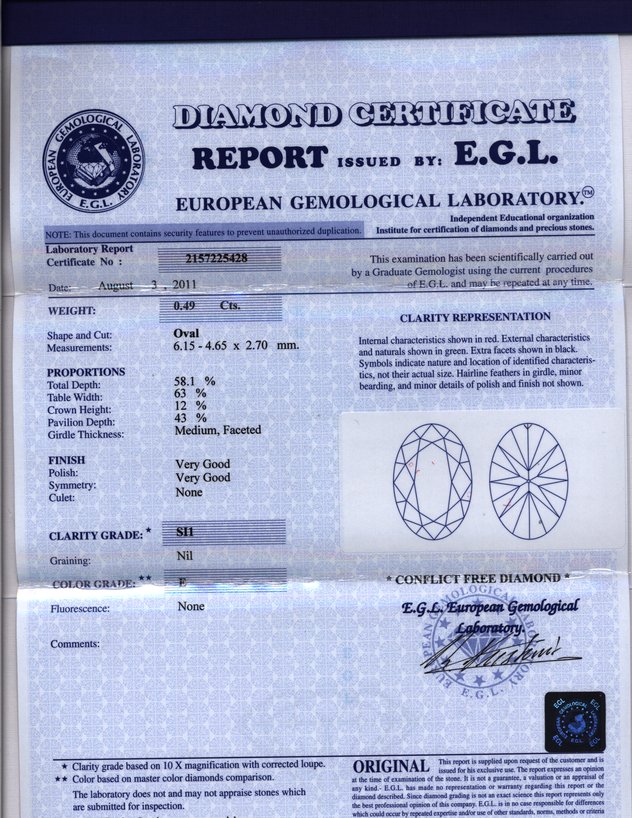 EUROPEAN GEMOLOGICAL LABORATORY
E.G.L.
DIAMOND CERTIFICATE
REPORT ISSUED BY: E.G.L.
EUROPEAN GEMOLOGICAL LABORATORY.™
Independent Educational organization
Institute for certification of diamonds and precious stones.
NOTE: This document contains security features to prevent unauthorized duplication.
Laboratory Report
Certificate No : 2157225428
Date: August 3 , 2011
This examination has been scientifically carried out
by a Graduate Gemologist using the current procedures
of E.G.L. and may be repeated at any time.
WEIGHT: 0.49 Cts.
Shape and Cut: Oval
Measurements: 6.15 - 4.65 x 2.70 mm.
PROPORTIONS
Total Depth: 58.1 %
Table Width: 63 %
Crown Height: 12 %
Pavilion Depth: 43 %
Girdle Thickness: Medium, Faceted
FINISH
Polish: Very Good
Symmetry: Very Good
Culet: None
CLARITY GRADE: * SI1
Graining: Nil
COLOR GRADE: ** E
Fluorescence: None
Comments:
CLARITY REPRESENTATION
Internal characteristics shown in red. External characteristics
and naturals shown in green. Extra facets shown in black.
Symbols indicate nature and location of identified characteris-
tics, not their actual size. Hairline feathers in girdle, minor
bearding, and minor details of polish and finish not shown.
* CONFLICT FREE DIAMOND *
E.G.L. European Gemological
Laboratory.
EUROPEAN GEMOLOGICAL LABORATORY
E.G.L.
EGL
EGL
E.G.L.
* Clarity grade based on 10 X magnification with corrected loupe.
** Color based on master color diamonds comparison.
The laboratory does not and may not appraise stones which
are submitted for inspection.
ORIGINAL This report is supplied upon request of the customer and is
issued for his exclusive use. The report expresses an opinion
at the time of examination of the stone. It is not a guarantee, a valuation or an appraisal of
any kind.- E.G.L. has made no representation or warranty regarding this report or the
diamond described. Since diamond grading is not an exact science this report represents only
the best professional opinion of this company. E.G.L. is in no case responsible for differences
which could occur by repeated expertise and/or use of other standards, norms, methods or criteria